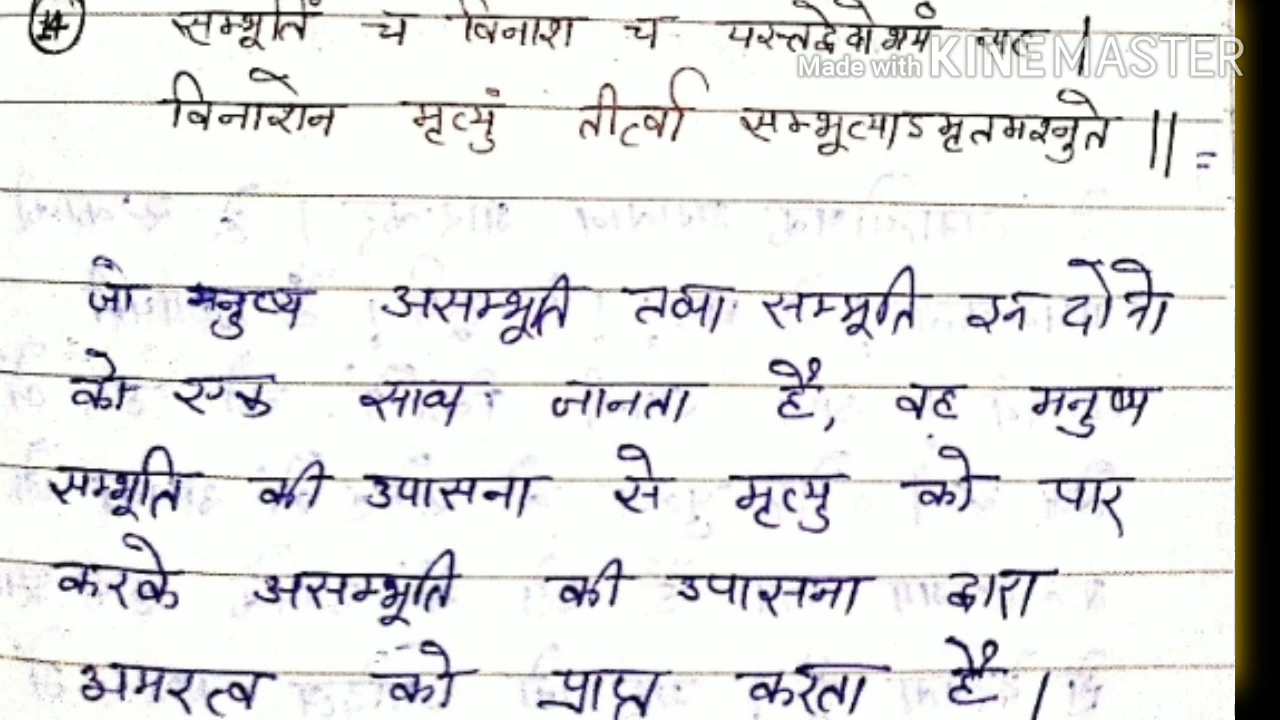 14 सम्भूतिं च विनाश च यस्तद्वेदोभयं सह |
Made with KINEMASTER
विनाशेन मृत्युं तीर्त्वा सम्भूत्याऽमृतमश्नुते || =
जो मनुष्य असम्भूति तथा सम्भूति इन दोनो
को एक साथ जानता है, वह मनुष्य
सम्भूति की उपासना से मृत्यु को पार
करके असम्भूति की उपासना द्वारा
अमरत्व को प्राप्त करता है |